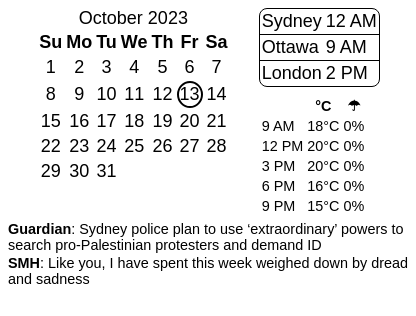 October 2023
Su Mo Tu We Th Fr Sa
1 2 3 4 5 6 7
8 9 10 11 12 13 14
15 16 17 18 19 20 21
22 23 24 25 26 27 28
29 30 31
Sydney 12 AM
Ottawa 9 AM
London 2 PM
°C ☂
9 AM 18°C 0%
12 PM 20°C 0%
3 PM 20°C 0%
6 PM 16°C 0%
9 PM 15°C 0%
Guardian: Sydney police plan to use ‘extraordinary’ powers to
search pro-Palestinian protesters and demand ID
SMH: Like you, I have spent this week weighed down by dread
and sadness